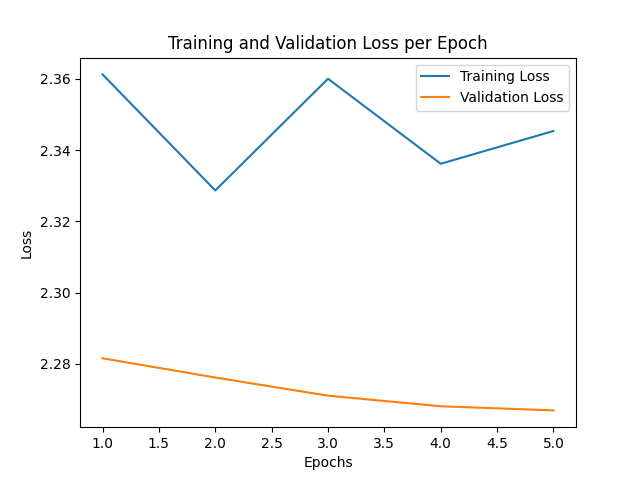 Training and Validation Loss per Epoch
Training Loss
Validation Loss
2.36
2.34
2.32
2.30
2.28
Loss
1.0 1.5 2.0 2.5 3.0 3.5 4.0 4.5 5.0
Epochs